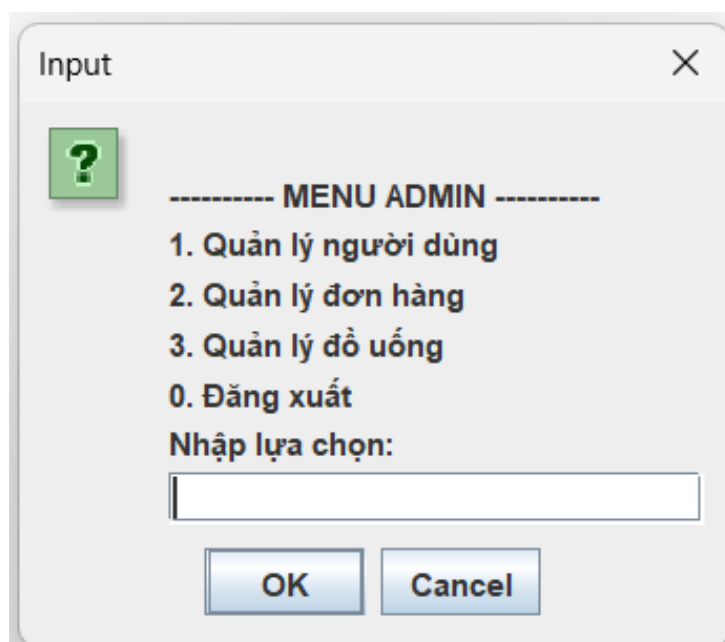 Input
---------- MENU ADMIN ----------
1. Quản lý người dùng
2. Quản lý đơn hàng
3. Quản lý đồ uống
0. Đăng xuất
Nhập lựa chọn:
OK Cancel